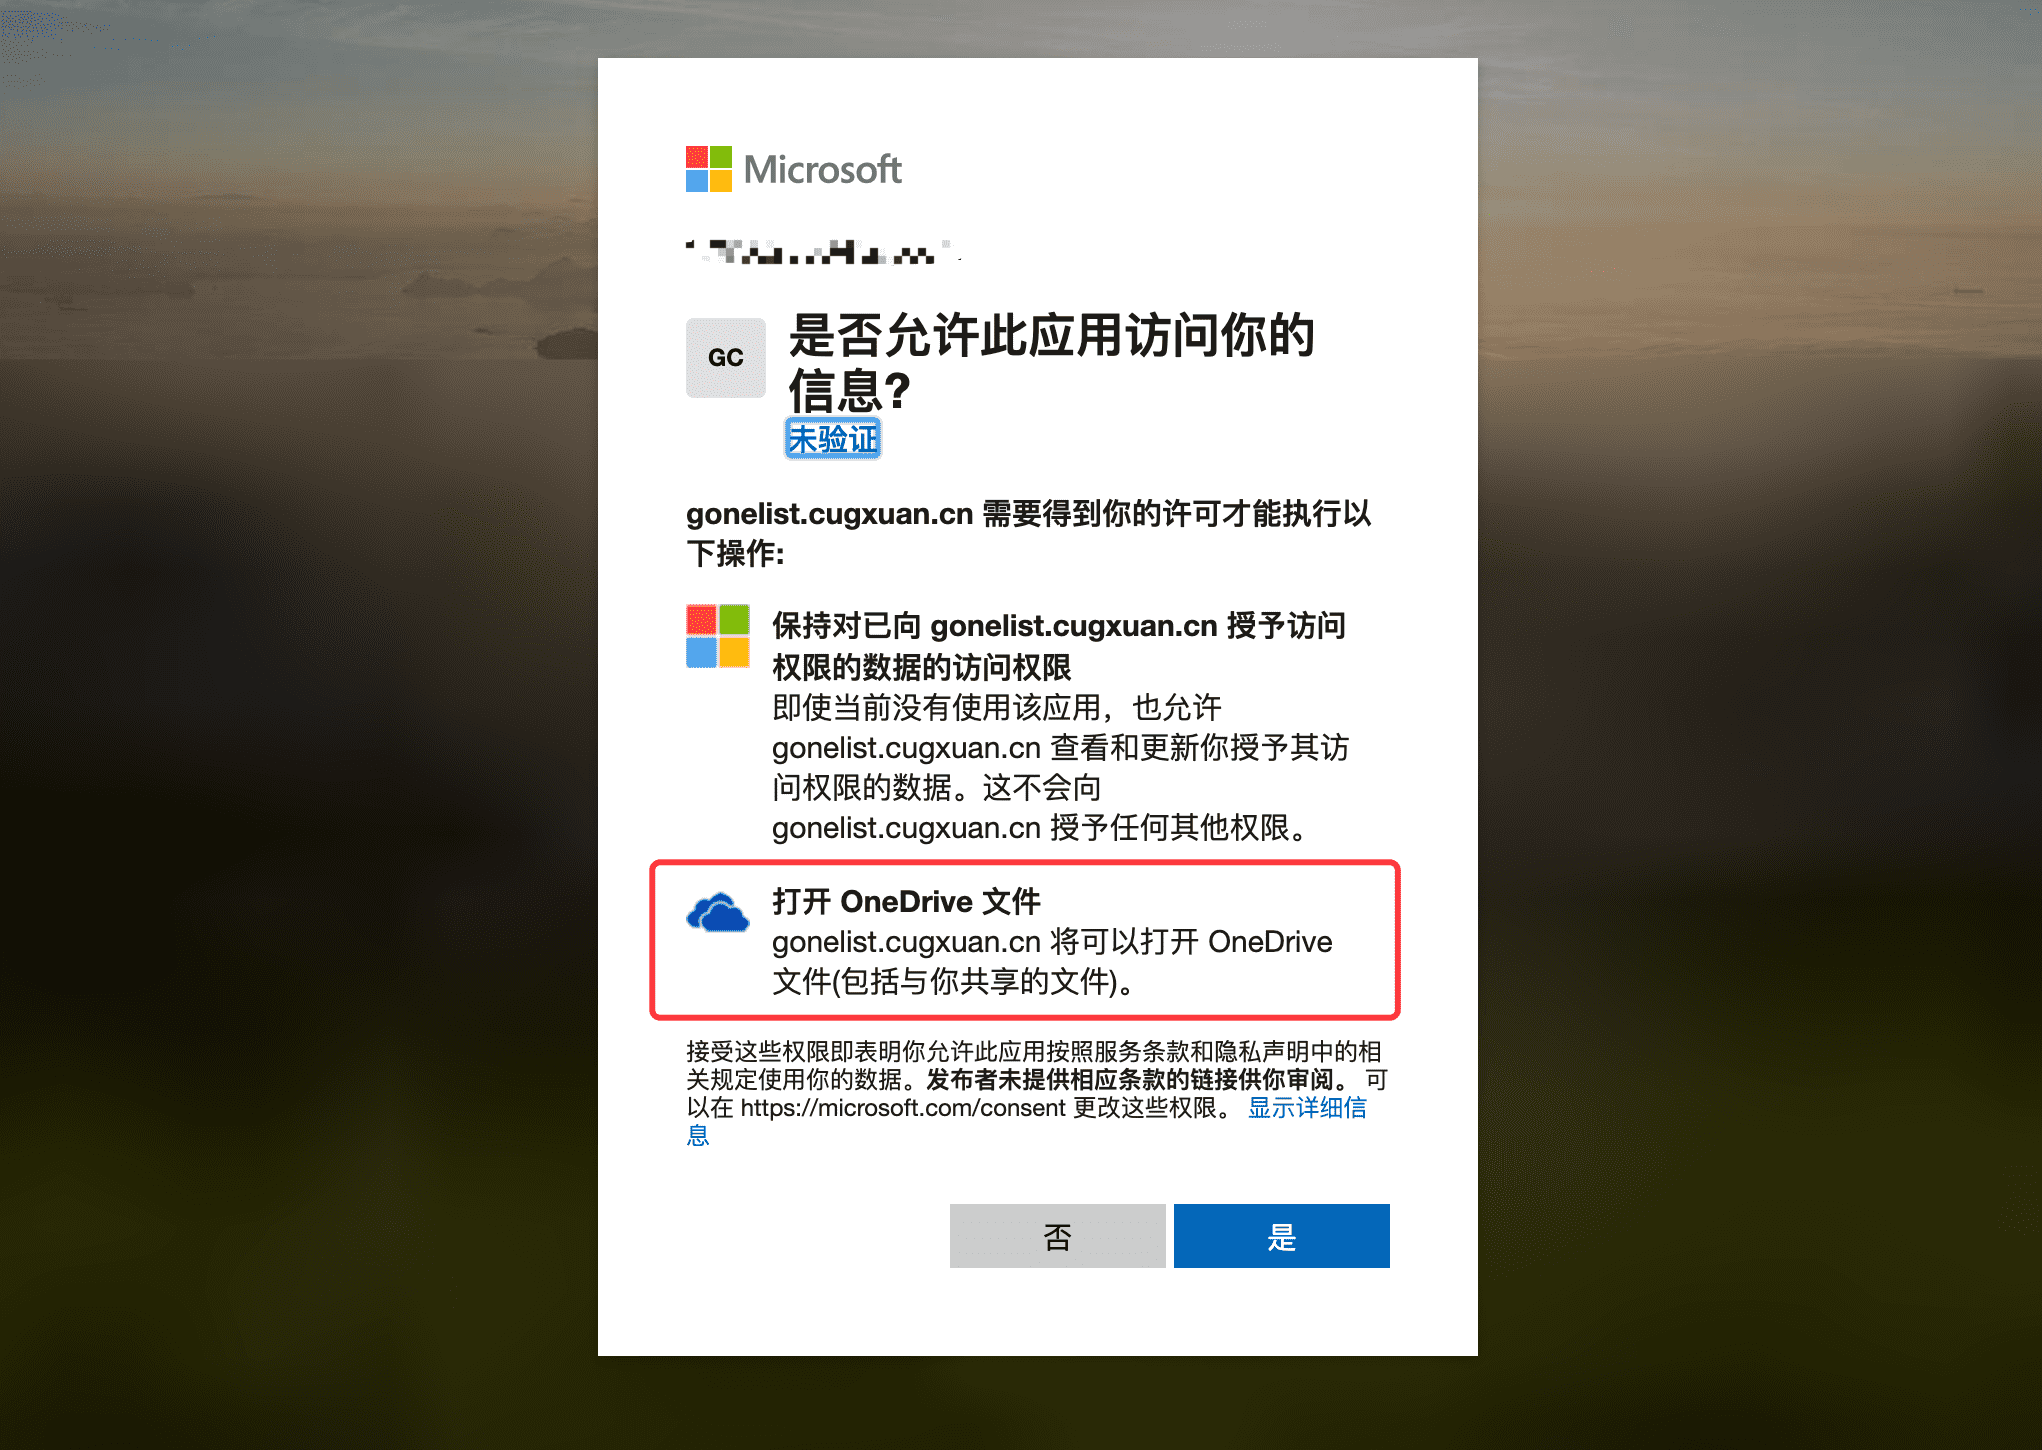 Microsoft
GC
是否允许此应用访问你的
信息?
未验证
gonelist.cugxuan.cn 需要得到你的许可才能执行以
下操作:
保持对已向 gonelist.cugxuan.cn 授予访问
权限的数据的访问权限
即使当前没有使用该应用，也允许
gonelist.cugxuan.cn 查看和更新你授予其访
问权限的数据。这不会向
gonelist.cugxuan.cn 授予任何其他权限。
打开 OneDrive 文件
gonelist.cugxuan.cn 将可以打开 OneDrive
文件(包括与你共享的文件)。
接受这些权限即表明你允许此应用按照服务条款和隐私声明中的相
关规定使用你的数据。发布者未提供相应条款的链接供你审阅。 可
以在 https://microsoft.com/consent 更改这些权限。 显示详细信
息
否
是